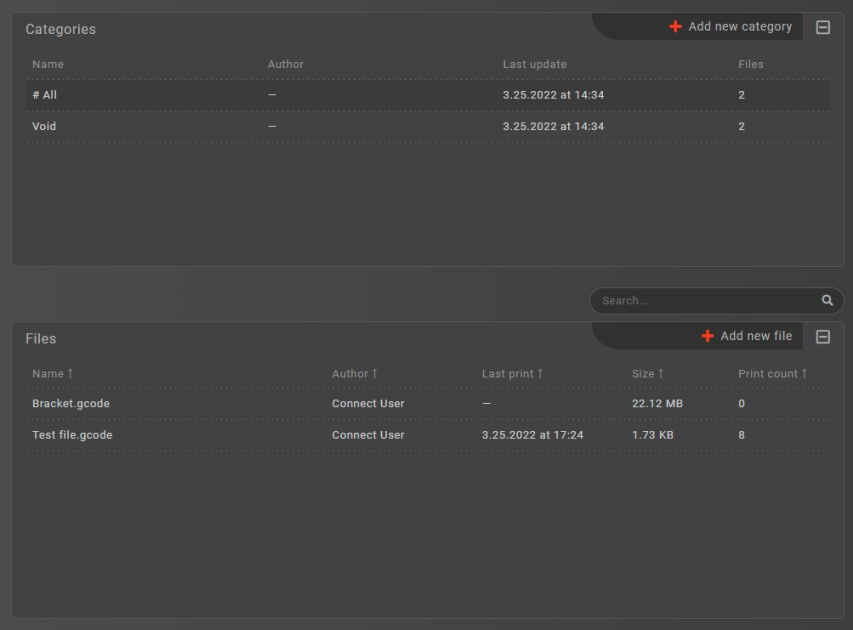 Categories
Add new category
Name Author Last update Files
# All — 3.25.2022 at 14:34 2
Void — 3.25.2022 at 14:34 2
Search...
Files
Add new file
Name ↑ Author ↑ Last print ↑ Size ↑ Print count ↑
Bracket.gcode Connect User — 22.12 MB 0
Test file.gcode Connect User 3.25.2022 at 17:24 1.73 KB 8